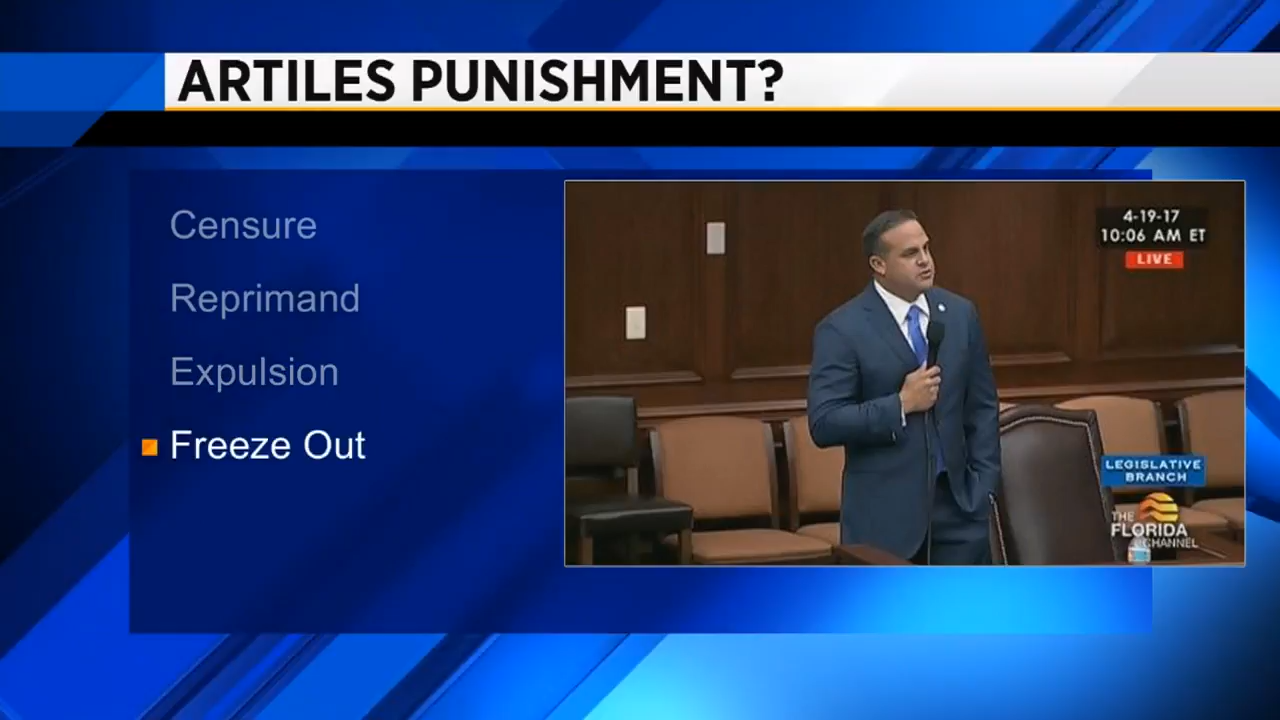 ARTILES PUNISHMENT?
Censure
Reprimand
Expulsion
Freeze Out
4-19-17
10:06 AM ET
LIVE
LEGISLATIVE
BRANCH
THE
FLORIDA
CHANNEL